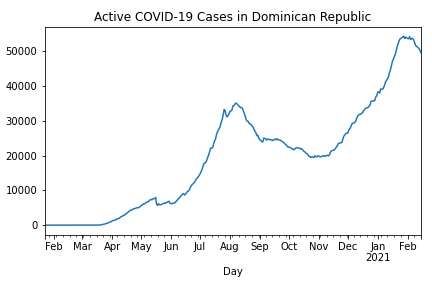 Active COVID-19 Cases in Dominican Republic
50000
40000
30000
20000
10000
0
Feb Mar Apr May Jun Jul Aug Sep Oct Nov Dec Jan Feb
2021
Day